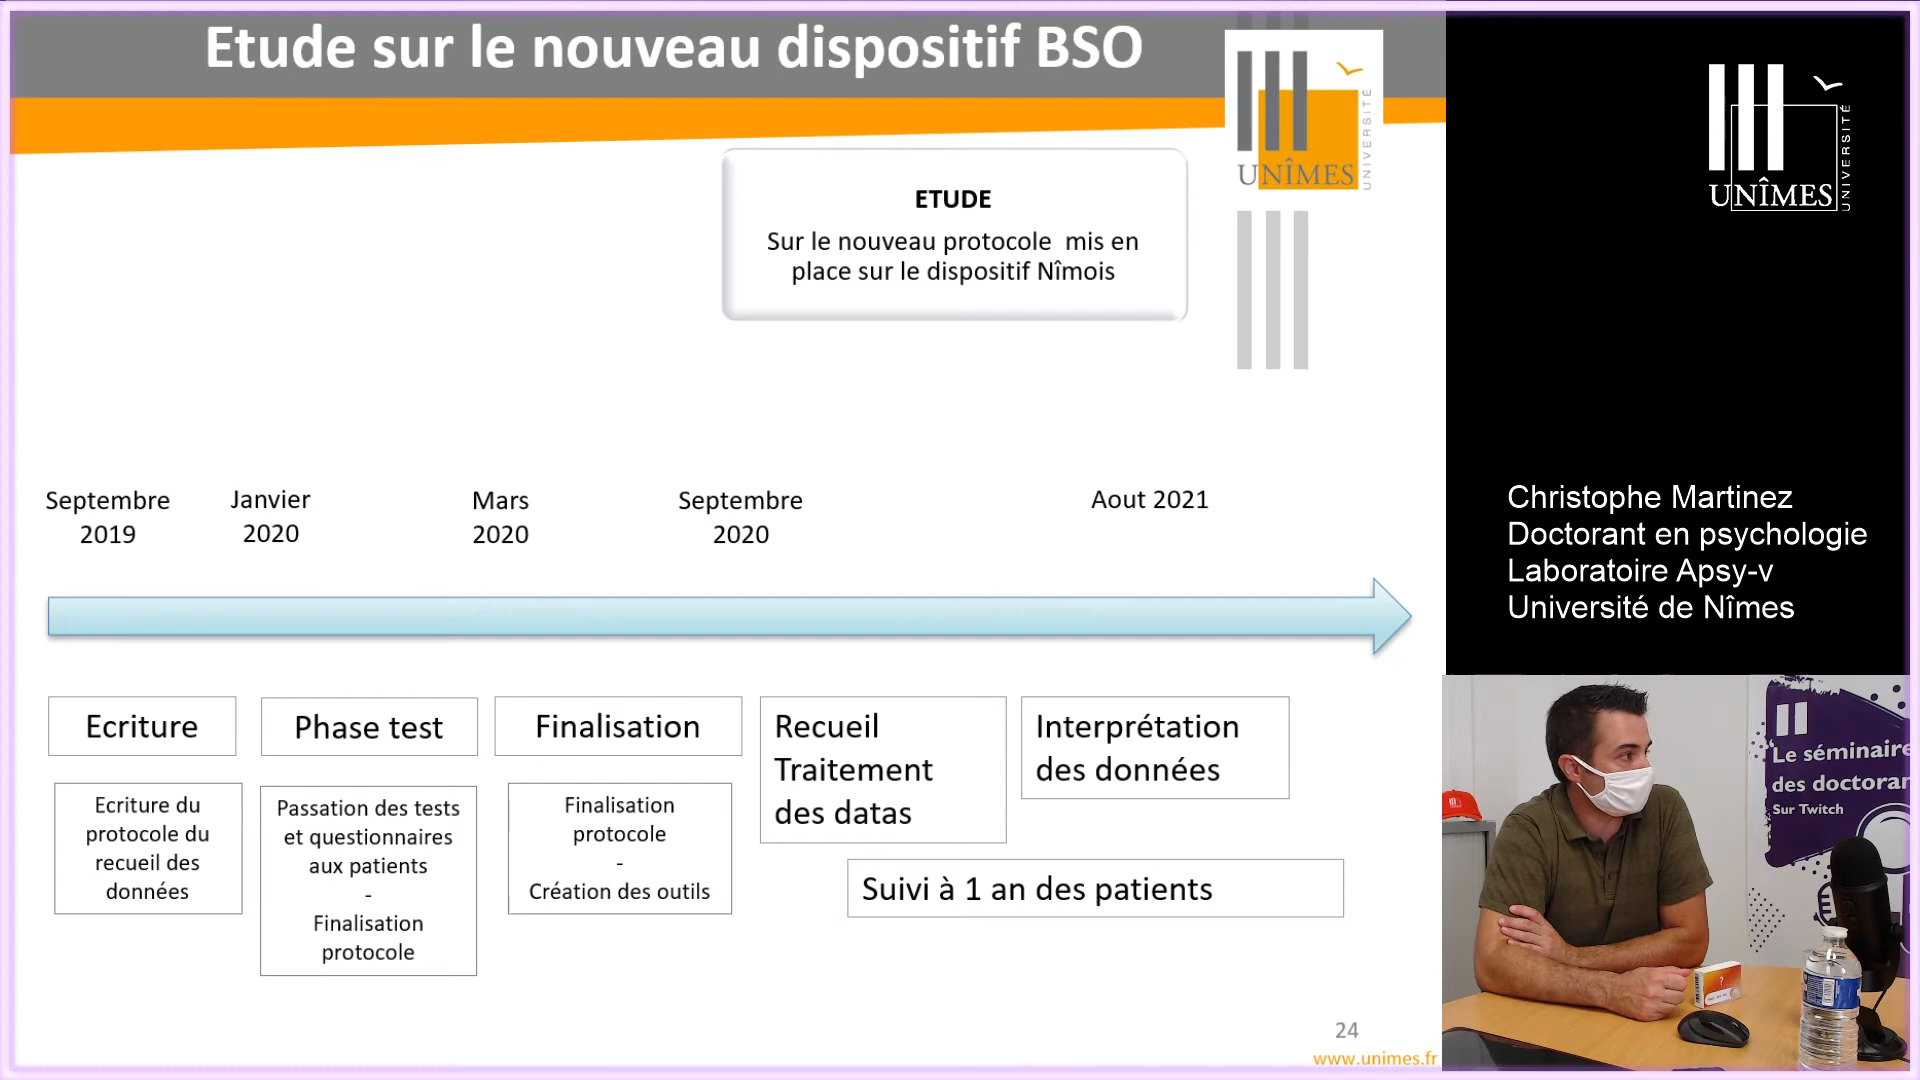 Etude sur le nouveau dispositif BSO
UNÎMES
UNIVERSITÉ
ETUDE
Sur le nouveau protocole  mis en
place sur le dispositif Nîmois
Septembre
2019
Janvier
2020
Mars
2020
Septembre
2020
Aout 2021
Ecriture
Phase test
Finalisation
Recueil
Traitement
des datas
Interprétation
des données
Ecriture du
protocole du
recueil des
données
Passation des tests
et questionnaires
aux patients
-
Finalisation
protocole
Finalisation
protocole
-
Création des outils
Suivi à 1 an des patients
24
www.unimes.fr
UNÎMES
UNIVERSITÉ
Christophe Martinez
Doctorant en psychologie
Laboratoire Apsy-v
Université de Nîmes
Le séminaire
des doctorar
Sur Twitch